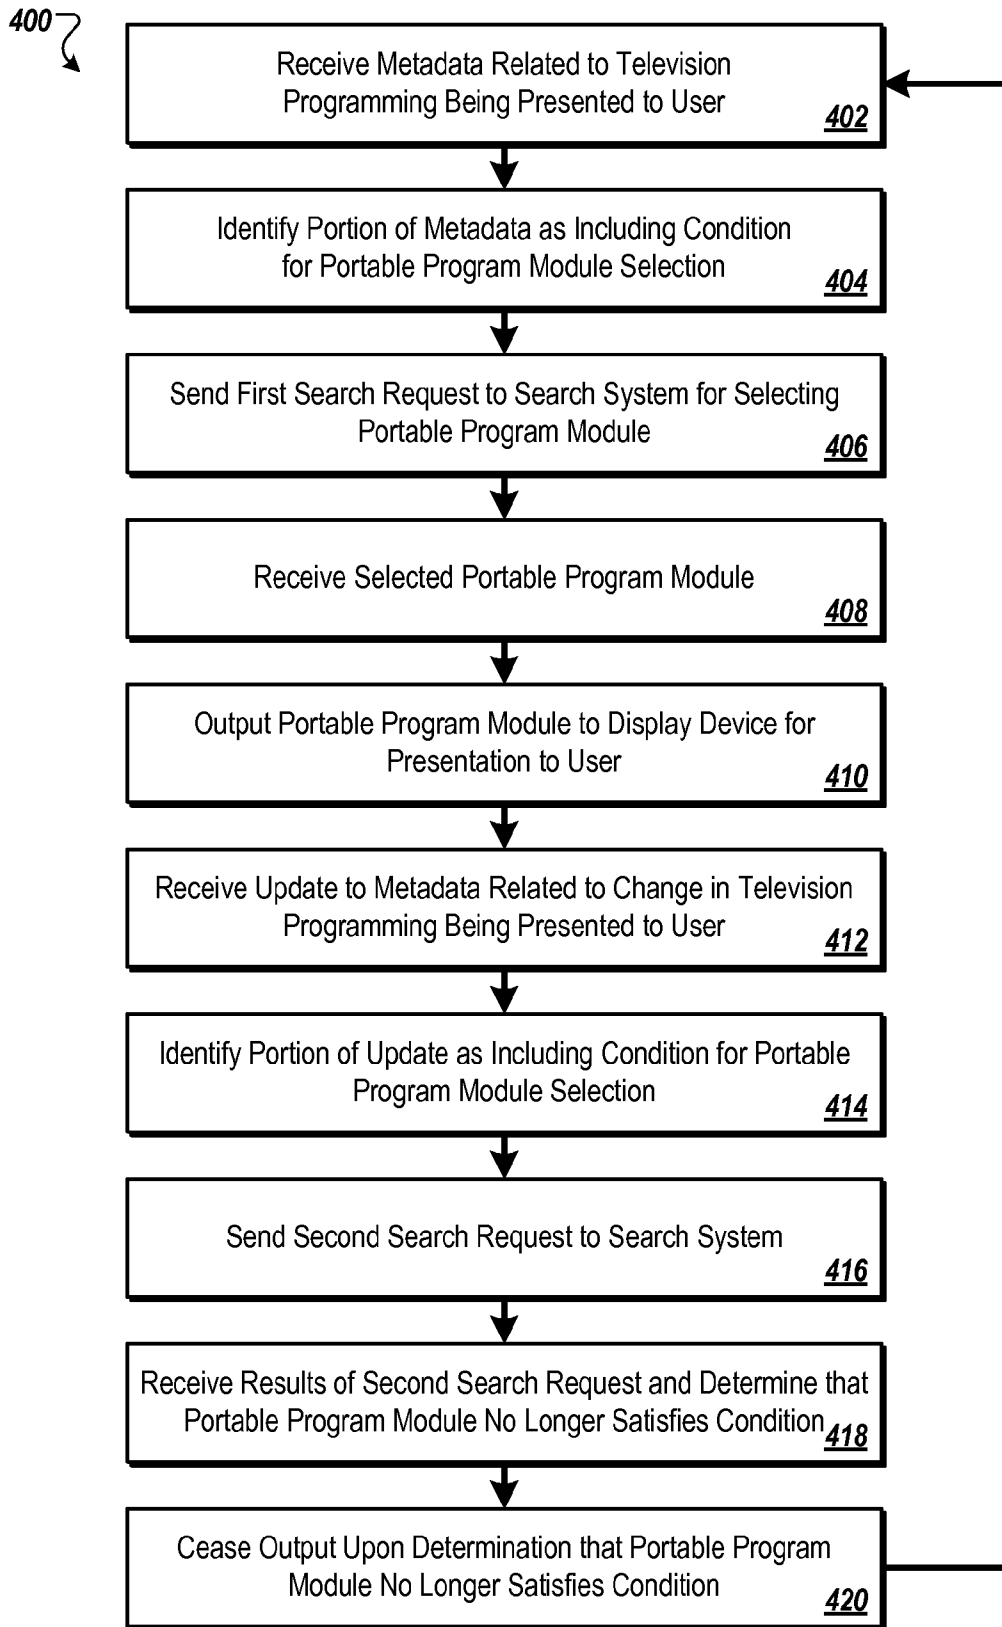 400
Receive Metadata Related to Television
Programming Being Presented to User
402
Identify Portion of Metadata as Including Condition
for Portable Program Module Selection
404
Send First Search Request to Search System for Selecting
Portable Program Module
406
Receive Selected Portable Program Module
408
Output Portable Program Module to Display Device for
Presentation to User
410
Receive Update to Metadata Related to Change in Television
Programming Being Presented to User
412
Identify Portion of Update as Including Condition for Portable
Program Module Selection
414
Send Second Search Request to Search System
416
Receive Results of Second Search Request and Determine that
Portable Program Module No Longer Satisfies Condition
418
Cease Output Upon Determination that Portable Program
Module No Longer Satisfies Condition
420